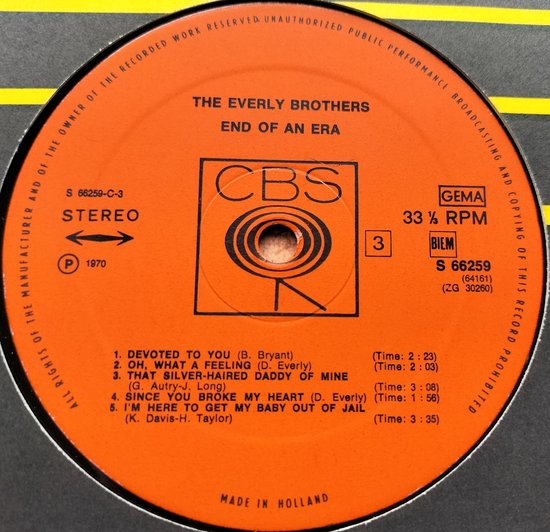 ALL RIGHTS OF THE MANUFACTURER AND OF THE OWNER OF THE RECORDED WORK RESERVED. UNAUTHORIZED PUBLIC PERFORMANCE BROADCASTING AND COPYING OF THIS RECORD PROHIBITED
THE EVERLY BROTHERS
END OF AN ERA
CBS
S 66259-C-3
STEREO
P 1970
GEMA
33 ⅓ RPM
3
BIEM
S 66259
(64161)
(ZG 30260)
1. DEVOTED TO YOU (B. Bryant) (Time: 2 : 23)
2. OH, WHAT A FEELING (D. Everly) (Time: 2 : 03)
3. THAT SILVER-HAIRED DADDY OF MINE
(G. Autry-J. Long) (Time: 3 : 08)
4. SINCE YOU BROKE MY HEART (D. Everly) (Time: 1 : 56)
5. I'M HERE TO GET MY BABY OUT OF JAIL
(K. Davis-H. Taylor) (Time: 3 : 35)
MADE IN HOLLAND